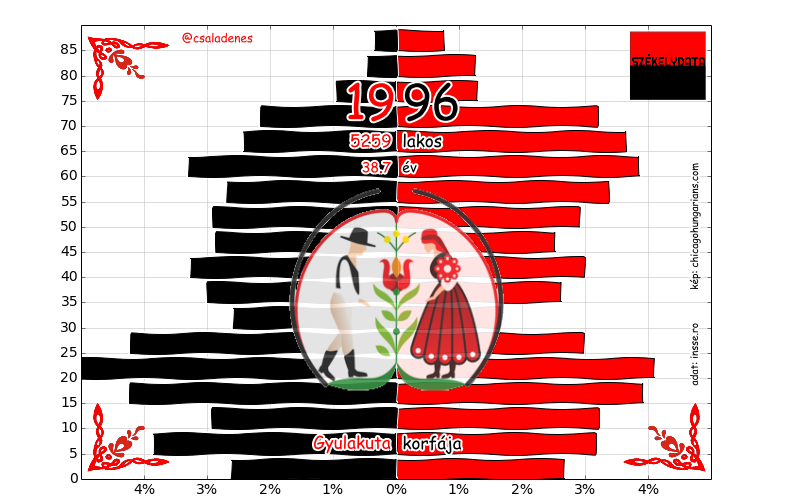 @csaladenes
SZÉKELYDATA
1996
5259 lakos
38.7 év
kép: chicagohungarians.com
adat: insse.ro
Gyulakuta korfája
85
80
75
70
65
60
55
50
45
40
35
30
25
20
15
10
5
0
4% 3% 2% 1% 0% 1% 2% 3% 4%